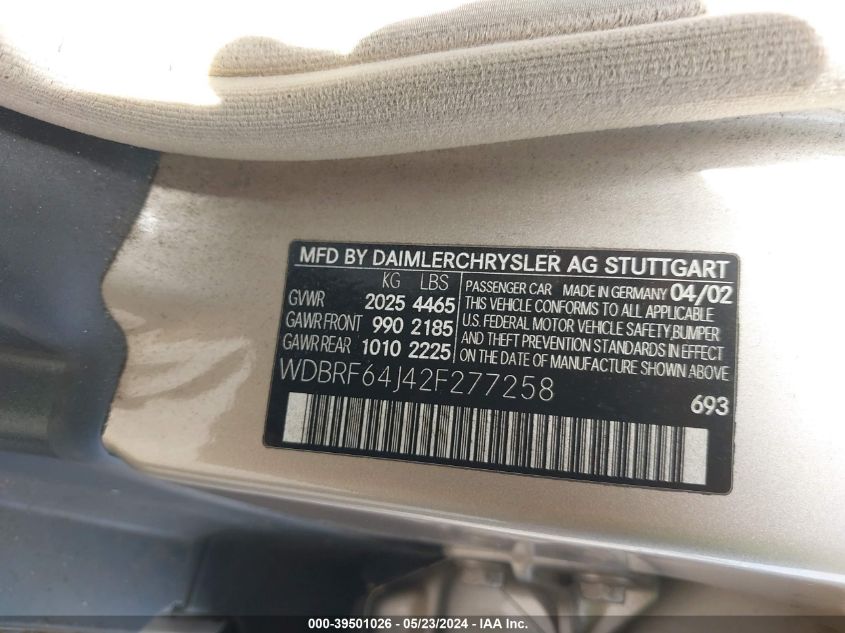 MFD BY DAIMLERCHRYSLER AG STUTTGART
KG LBS
GVWR 2025 4465
GAWR FRONT 990 2185
GAWR REAR 1010 2225
PASSENGER CAR MADE IN GERMANY 04/02
THIS VEHICLE CONFORMS TO ALL APPLICABLE
U.S. FEDERAL MOTOR VEHICLE SAFETY,BUMPER
AND THEFT PREVENTION STANDARDS IN EFFECT
ON THE DATE OF MANUFACTURE SHOWN ABOVE
WDBRF64J42F277258
693
000-39501026 - 05/23/2024 - IAA Inc.